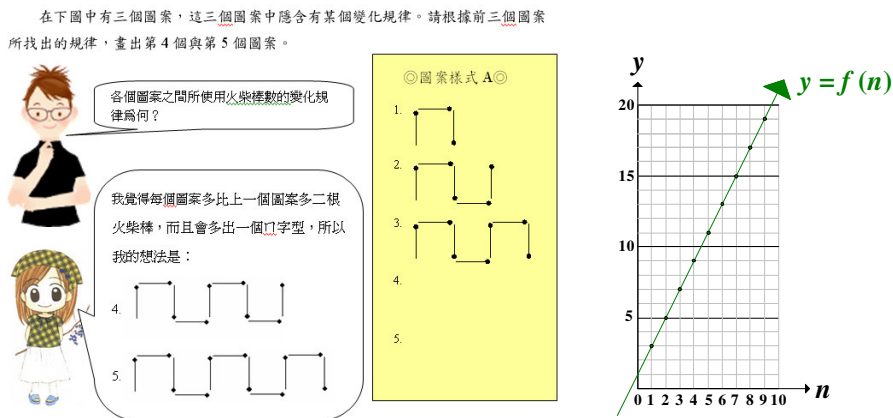 在下圖中有三個圖案，這三個圖案中隱含有某個變化規律。請根據前三個圖案
所找出的規律，畫出第 4 個與第 5 個圖案。
各個圖案之間所使用火柴棒數的變化規
律為何？
我覺得每個圖案多比上一個圖案多二根
火柴棒，而且會多出一個ㄇ字型，所以
我的想法是：
4.
5.
◎圖案樣式 A◎
1.
2.
3.
4.
5.
y
y = f (n)
20
15
10
5
0 1 2 3 4 5 6 7 8 9 10
n